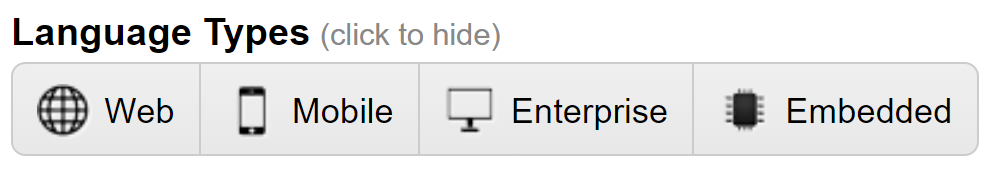 Language Types (click to hide)
Web Mobile Enterprise Embedded